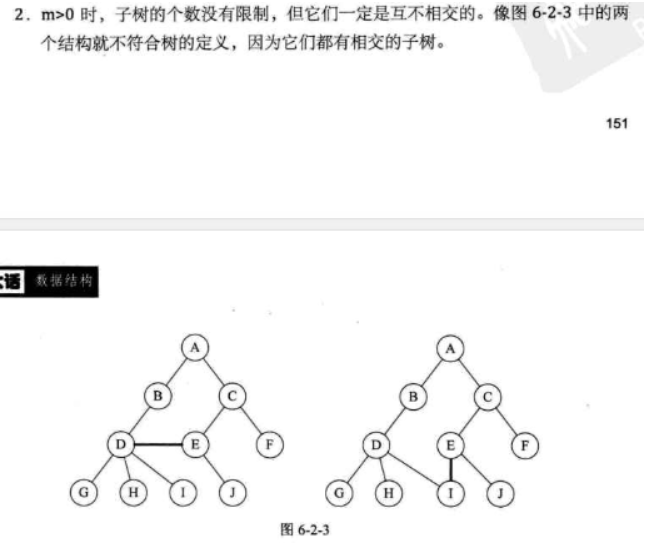 2．m>0 时，子树的个数没有限制，但它们一定是互不相交的。像图 6-2-3 中的两
个结构就不符合树的定义，因为它们都有相交的子树。
151
话 数据结构
A A
B C B C
D E F D E F
G H I J G H I J
图 6-2-3